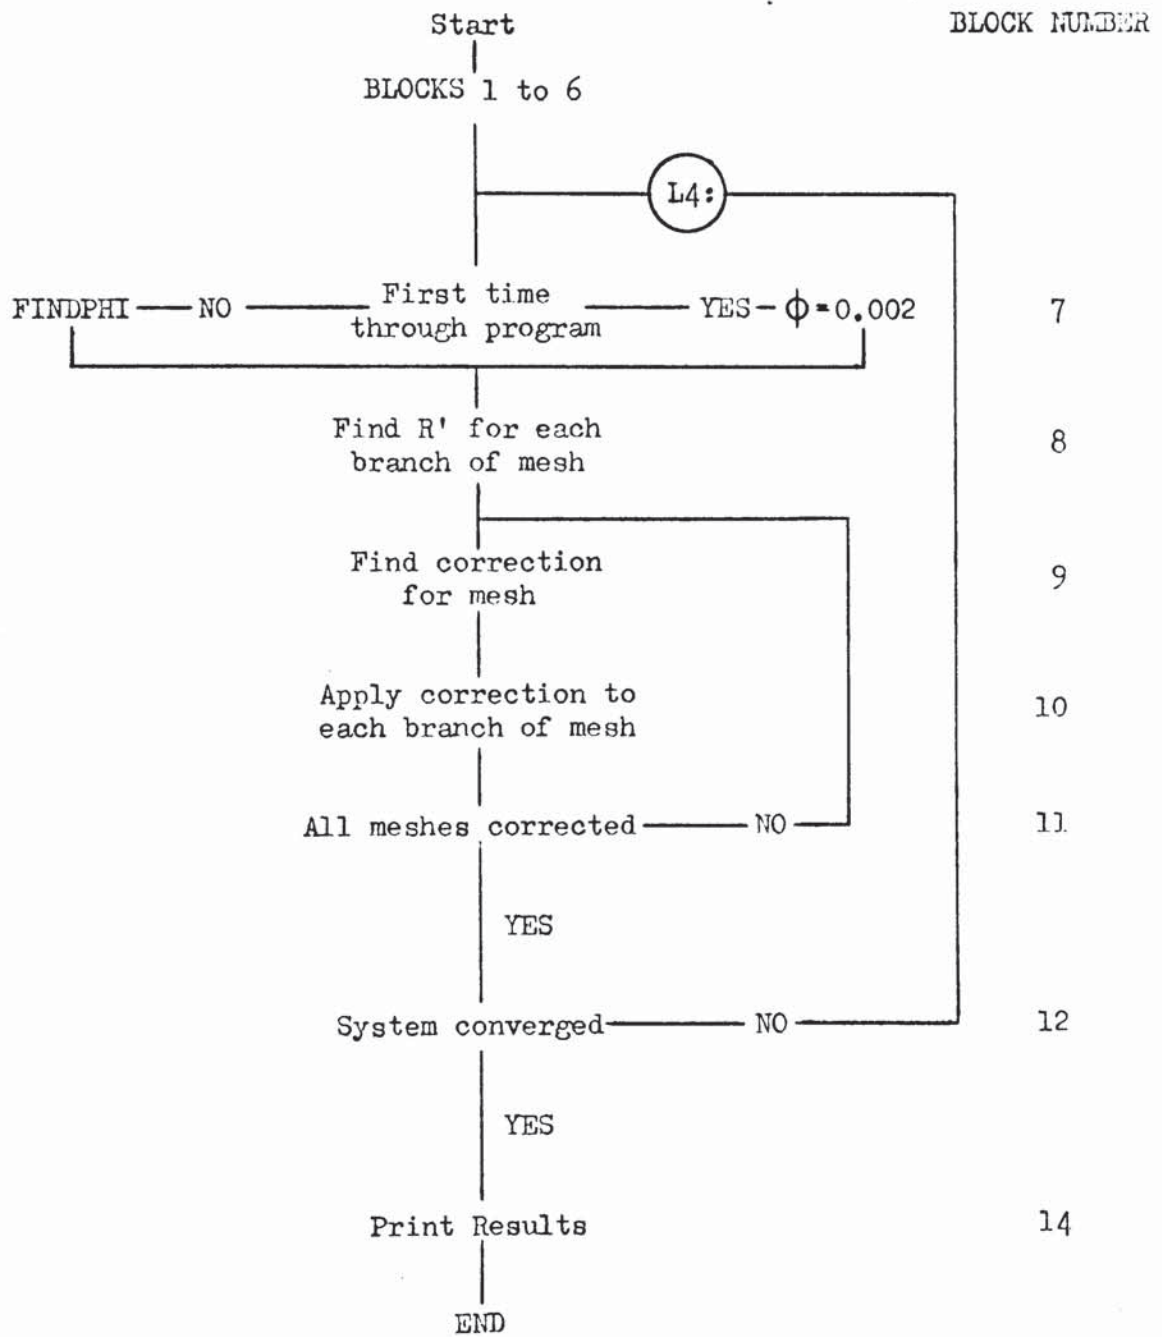 Start
BLOCK NUMBER
BLOCKS 1 to 6
L4:
FINDPHI NO First time through program YES ϕ=0.002 7
Find R' for each
branch of mesh
8
Find correction
for mesh
9
Apply correction to
each branch of mesh
10
All meshes corrected NO 11
YES
System converged NO 12
YES
Print Results 14
END